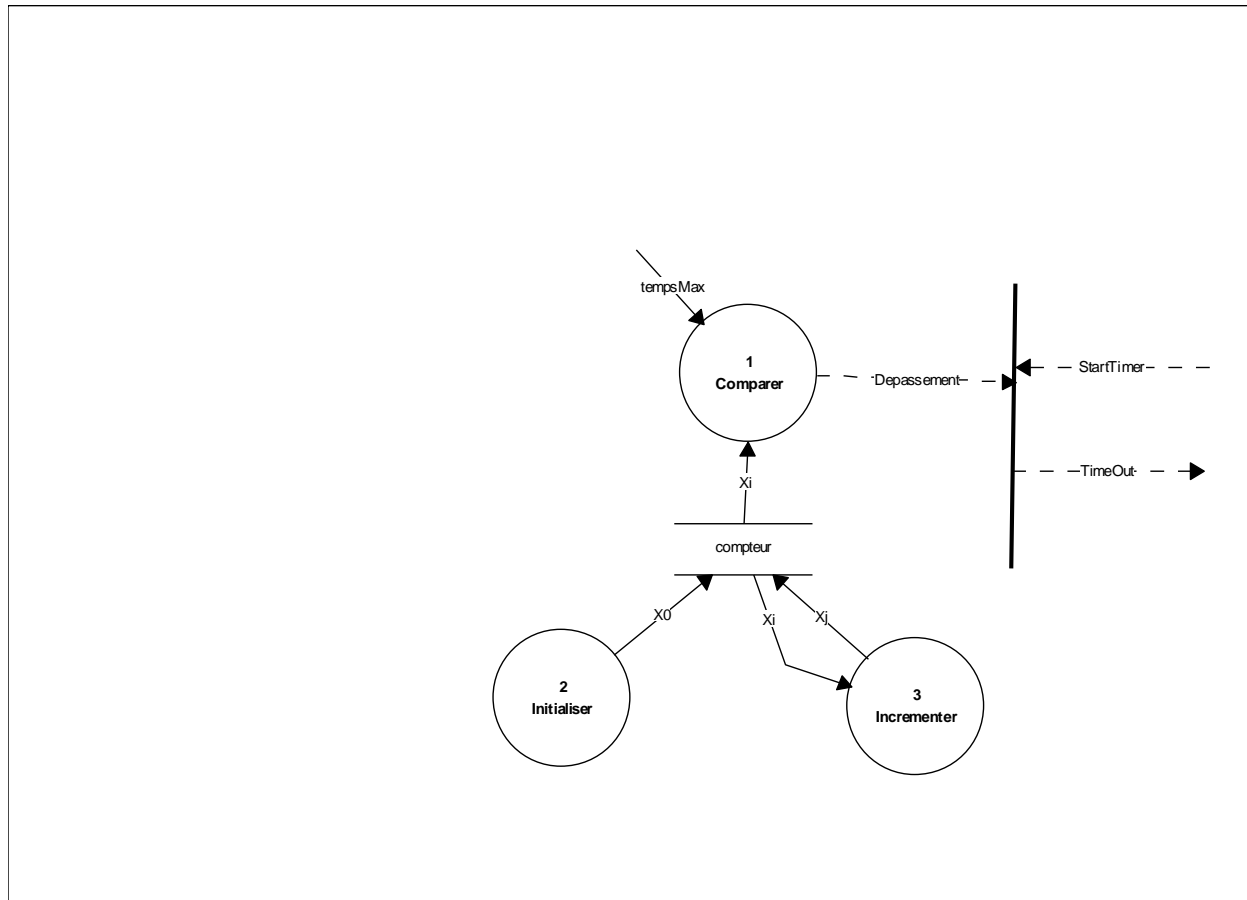 tempsMax
1
Comparer
Depassement
StartTimer
TimeOut
Xi
compteur
X0
Xi
Xj
2
Initialiser
3
Incrementer